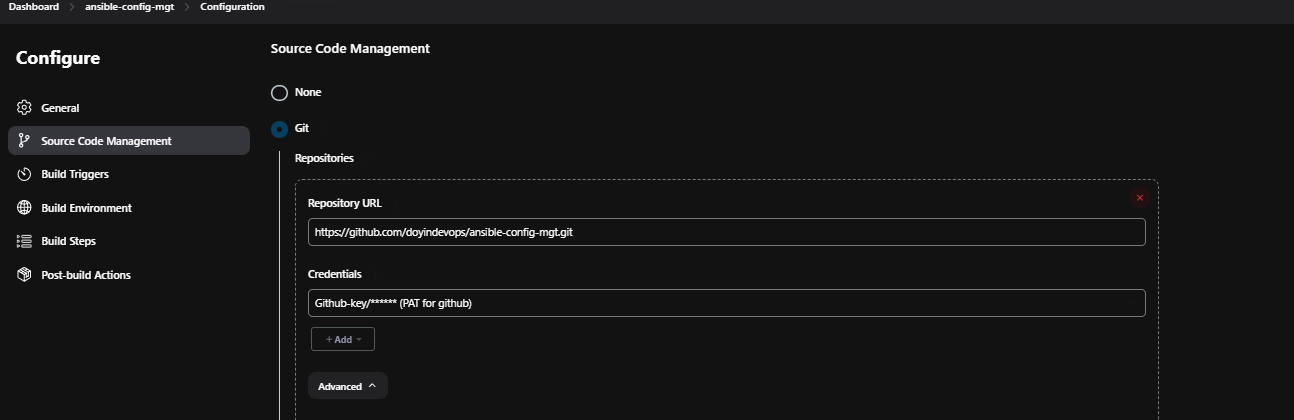 Dashboard > ansible-config-mgt > Configuration
Configure
General
Source Code Management
Build Triggers
Build Environment
Build Steps
Post-build Actions
Source Code Management
None
Git
Repositories
Repository URL
https://github.com/doyindevops/ansible-config-mgt.git
Credentials
Github-key/****** (PAT for github)
+ Add
Advanced